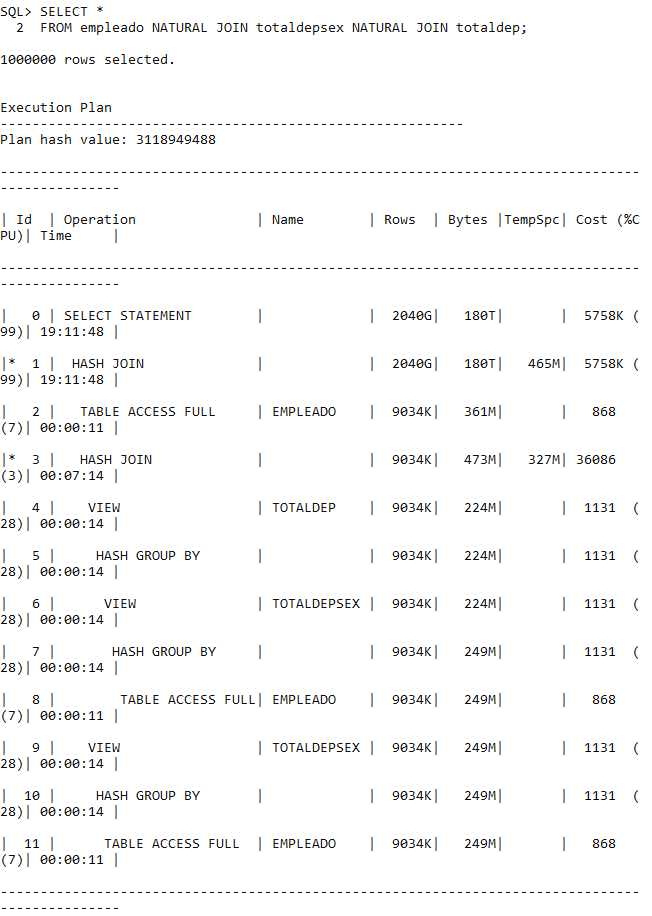 SQL> SELECT *
  2  FROM empleado NATURAL JOIN totaldepsex NATURAL JOIN totaldep;
1000000 rows selected.
Execution Plan
----------------------------------------------------------
Plan hash value: 3118949488
--------------------------------------------------------------------------------
---------------
| Id  | Operation               | Name        | Rows  | Bytes |TempSpc| Cost (%C
PU)| Time     |
--------------------------------------------------------------------------------
---------------
|   0 | SELECT STATEMENT        |             |  2040G|   180T|       |  5758K (
99)| 19:11:48 |
|*  1 |  HASH JOIN              |             |  2040G|   180T|   465M|  5758K (
99)| 19:11:48 |
|   2 |   TABLE ACCESS FULL     | EMPLEADO    |  9034K|   361M|       |   868
(7)| 00:00:11 |
|*  3 |   HASH JOIN             |             |  9034K|   473M|   327M| 36086
(3)| 00:07:14 |
|   4 |    VIEW                 | TOTALDEP    |  9034K|   224M|       |  1131  (
28)| 00:00:14 |
|   5 |     HASH GROUP BY       |             |  9034K|   224M|       |  1131  (
28)| 00:00:14 |
|   6 |      VIEW               | TOTALDEPSEX |  9034K|   224M|       |  1131  (
28)| 00:00:14 |
|   7 |       HASH GROUP BY     |             |  9034K|   249M|       |  1131  (
28)| 00:00:14 |
|   8 |        TABLE ACCESS FULL| EMPLEADO    |  9034K|   249M|       |   868
(7)| 00:00:11 |
|   9 |    VIEW                 | TOTALDEPSEX |  9034K|   249M|       |  1131  (
28)| 00:00:14 |
|  10 |     HASH GROUP BY       |             |  9034K|   249M|       |  1131  (
28)| 00:00:14 |
|  11 |      TABLE ACCESS FULL  | EMPLEADO    |  9034K|   249M|       |   868
(7)| 00:00:11 |
--------------------------------------------------------------------------------
---------------